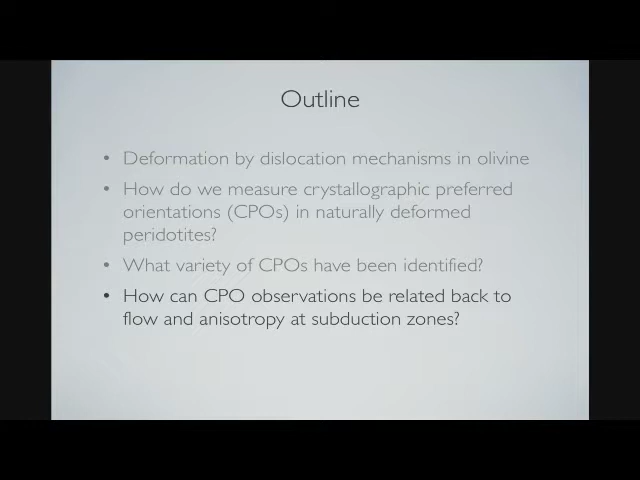 Outline
• Deformation by dislocation mechanisms in olivine
• How do we measure crystallographic preferred
orientations (CPOs) in naturally deformed
peridotites?
• What variety of CPOs have been identified?
• How can CPO observations be related back to
flow and anisotropy at subduction zones?